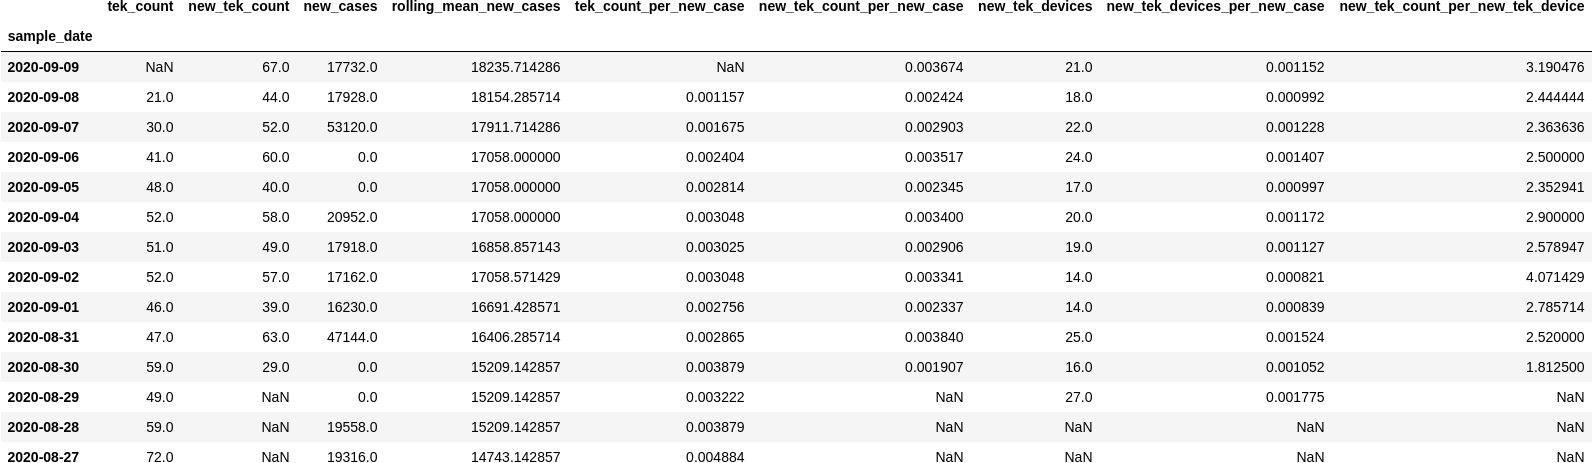 tek_count new_tek_count new_cases rolling_mean_new_cases tek_count_per_new_case new_tek_count_per_new_case new_tek_devices new_tek_devices_per_new_case new_tek_count_per_new_tek_device
sample_date
2020-09-09 NaN 67.0 17732.0 18235.714286 NaN 0.003674 21.0 0.001152 3.190476
2020-09-08 21.0 44.0 17928.0 18154.285714 0.001157 0.002424 18.0 0.000992 2.444444
2020-09-07 30.0 52.0 53120.0 17911.714286 0.001675 0.002903 22.0 0.001228 2.363636
2020-09-06 41.0 60.0 0.0 17058.000000 0.002404 0.003517 24.0 0.001407 2.500000
2020-09-05 48.0 40.0 0.0 17058.000000 0.002814 0.002345 17.0 0.000997 2.352941
2020-09-04 52.0 58.0 20952.0 17058.000000 0.003048 0.003400 20.0 0.001172 2.900000
2020-09-03 51.0 49.0 17918.0 16858.857143 0.003025 0.002906 19.0 0.001127 2.578947
2020-09-02 52.0 57.0 17162.0 17058.571429 0.003048 0.003341 14.0 0.000821 4.071429
2020-09-01 46.0 39.0 16230.0 16691.428571 0.002756 0.002337 14.0 0.000839 2.785714
2020-08-31 47.0 63.0 47144.0 16406.285714 0.002865 0.003840 25.0 0.001524 2.520000
2020-08-30 59.0 29.0 0.0 15209.142857 0.003879 0.001907 16.0 0.001052 1.812500
2020-08-29 49.0 NaN 0.0 15209.142857 0.003222 NaN 27.0 0.001775 NaN
2020-08-28 59.0 NaN 19558.0 15209.142857 0.003879 NaN NaN NaN NaN
2020-08-27 72.0 NaN 19316.0 14743.142857 0.004884 NaN NaN NaN NaN